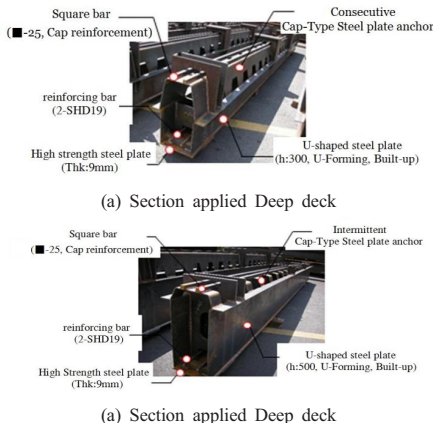 Square bar
(■-25, Cap reinforcement)
Consecutive
Cap-Type Steel plate anchor
reinforcing bar
(2-SHD19)
High strength steel plate
(Thk:9mm)
U-shaped steel plate
(h:300, U-Forming, Built-up)
(a) Section applied Deep deck
Square bar
(■-25, Cap reinforcement)
Intermittent
Cap-Type Steel plate anchor
reinforcing bar
(2-SHD19)
High Strength steel plate
(Thk:9mm)
U-shaped steel plate
(h:500, U-Forming, Built-up)
(a) Section applied Deep deck